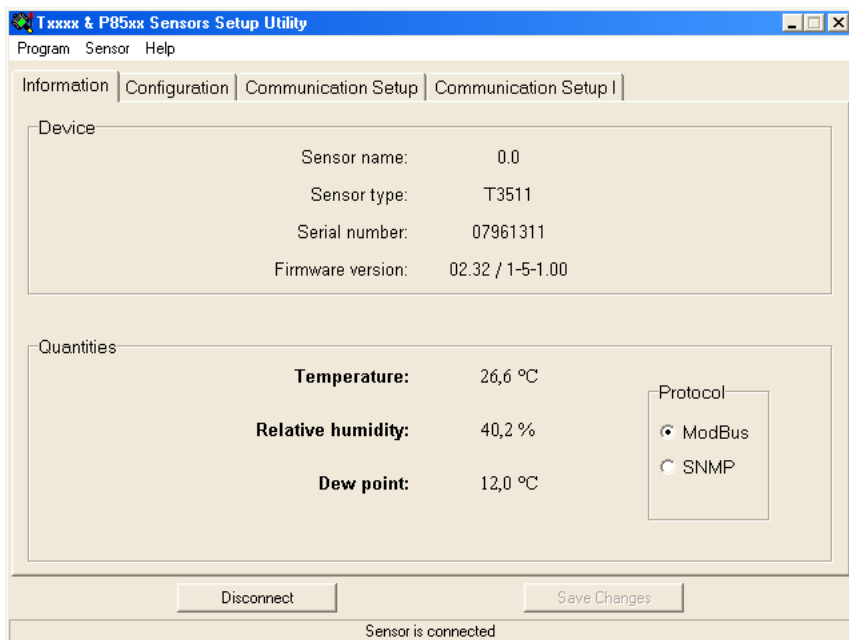 Txxxx & P85xx Sensors Setup Utility
Program Sensor Help
Information Configuration Communication Setup Communication Setup I
Device
Sensor name: 0.0
Sensor type: T3511
Serial number: 07961311
Firmware version: 02.32 / 1-5-1.00
Quantities
Temperature: 26,6 ºC
Protocol
Relative humidity: 40,2 % ModBus
SNMP
Dew point: 12,0 ºC
Disconnect Save Changes
Sensor is connected